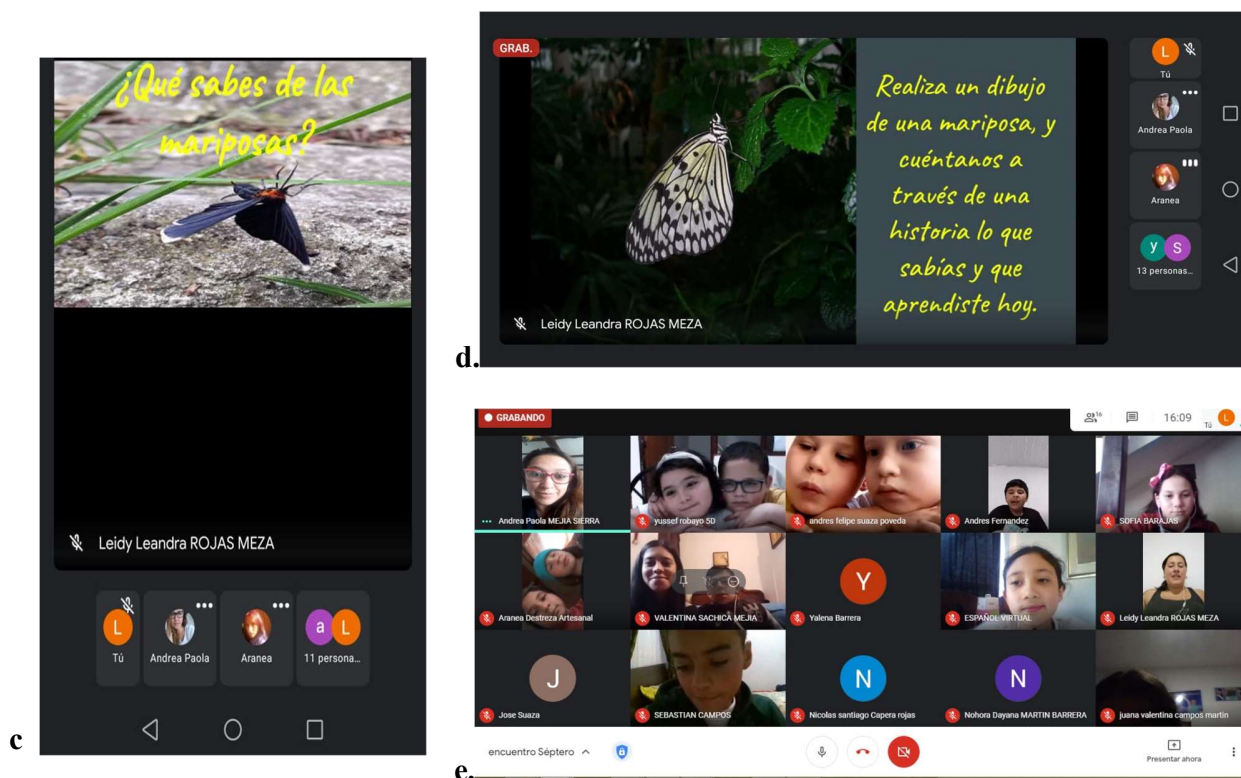 ¿Qué sabes de las
mariposas?
Leidy Leandra ROJAS MEZA
L
Tú
Andrea Paola
Aranea
a L
11 persona...
c
GRAB.
Realiza un dibujo
de una mariposa, y
cuéntanos a
través de una
historia lo que
sabías y que
aprendiste hoy.
Leidy Leandra ROJAS MEZA
L
Tú
Andrea Paola
Aranea
y S
13 personas...
d.
GRABANDO
16
16:09
Tú
L
Andrea Paola MEJIA SIERRA
yussef robayo 5D
andres felipe suaza poveda
Andres Fernandez
SOFIA BARAJAS
Aranea Destreza Artesanal
VALENTINA SACHICÀ MEJIA
Y
Yalena Barrera
ESPAÑOL VIRTUAL
Leidy Leandra ROJAS MEZA
J
Jose Suaza
SEBASTIAN CAMPOS
N
Nicolas santiago Capera rojas
N
Nohora Dayana MARTIN BARRERA
juana valentina campos martin
encuentro Séptero
Presentar ahora
e.